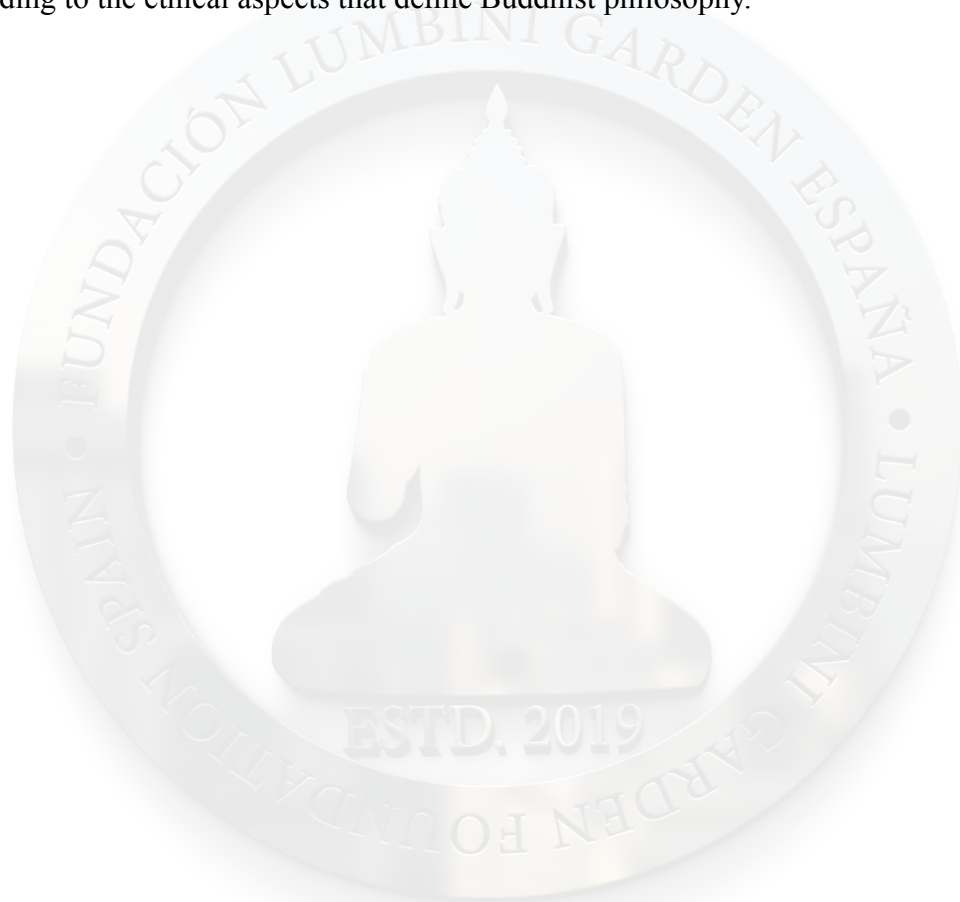 ding to the ethical aspects that define Buddhist philosophy.
FUNDACIÓN LUMBINI GARDEN ESPAÑA • LUMBINI GARDEN FOUNDATION SPAIN •
ESTD. 2019